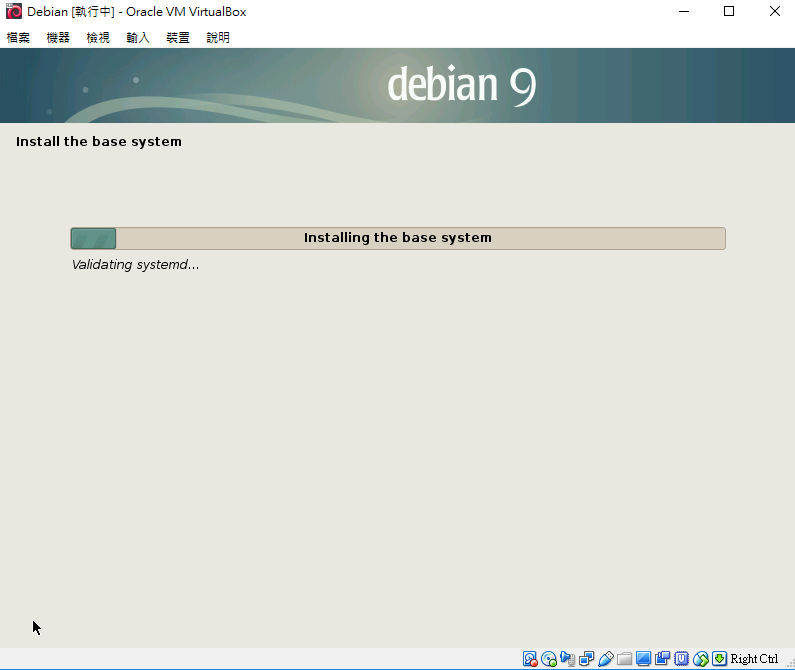 Debian [執行中] - Oracle VM VirtualBox
檔案 機器 檢視 輸入 裝置 說明
debian 9
Install the base system
Installing the base system
Validating systemd...
Right Ctrl